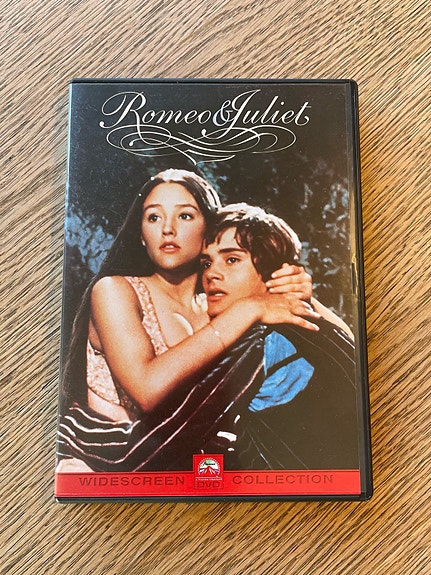 Romeo & Juliet
WIDESCREEN DVD COLLECTION